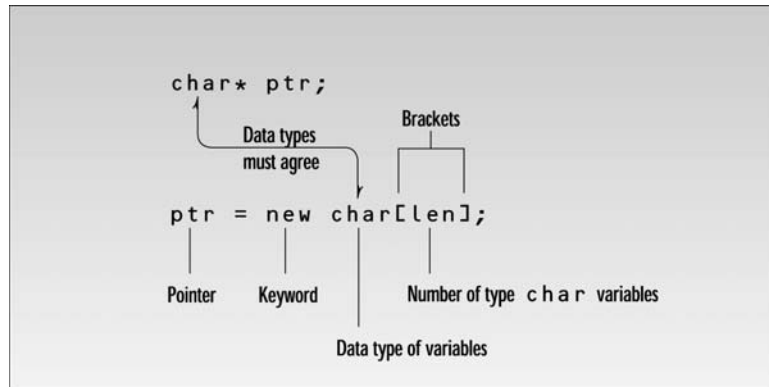 char* ptr;
Brackets
Data types
must agree
ptr = new char[len];
Pointer
Keyword
Number of type char variables
Data type of variables